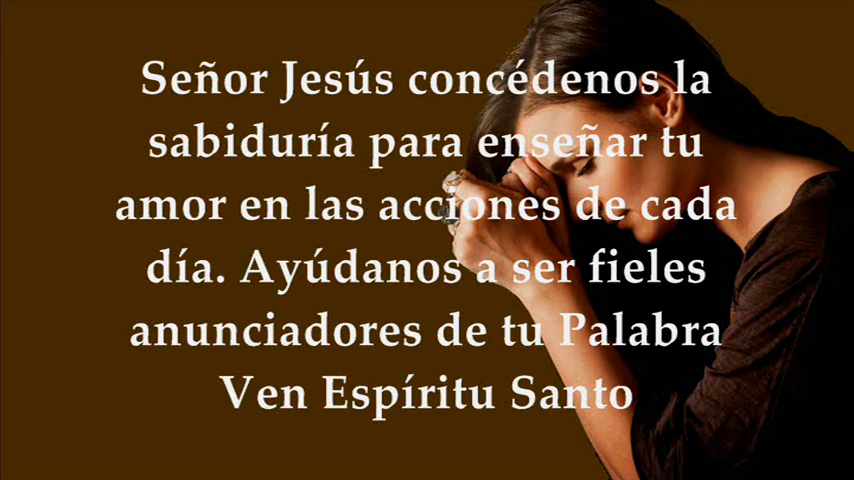 Señor Jesús concédenos la
sabiduría para enseñar tu
amor en las acciones de cada
día. Ayúdanos a ser fieles
anunciadores de tu Palabra
Ven Espíritu Santo